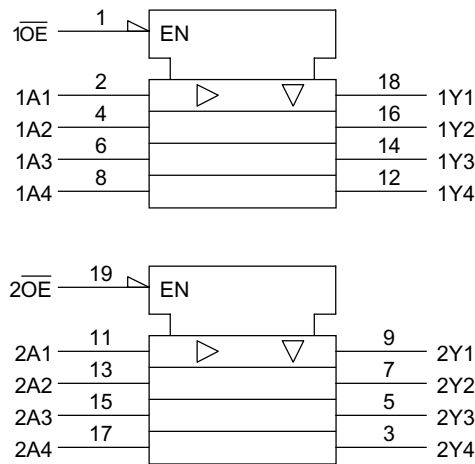 1OE 1 EN
1A1 2 18 1Y1
1A2 4 16 1Y2
1A3 6 14 1Y3
1A4 8 12 1Y4
2OE 19 EN
2A1 11 9 2Y1
2A2 13 7 2Y2
2A3 15 5 2Y3
2A4 17 3 2Y4